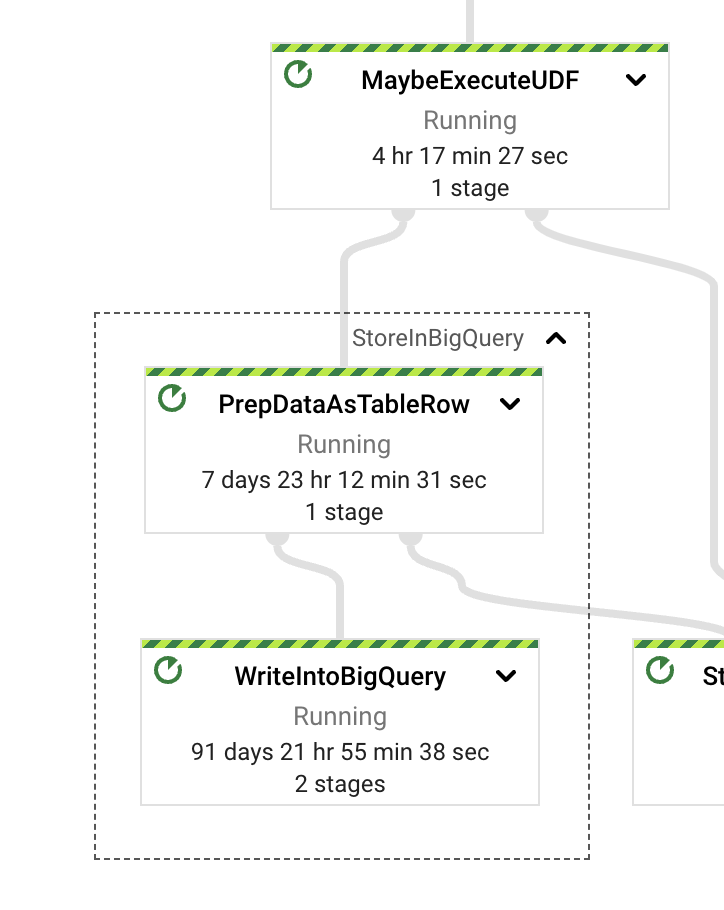 MaybeExecuteUDF
Running
4 hr 17 min 27 sec
1 stage
StoreInBigQuery
PrepDataAsTableRow
Running
7 days 23 hr 12 min 31 sec
1 stage
WriteIntoBigQuery
Running
91 days 21 hr 55 min 38 sec
2 stages
St